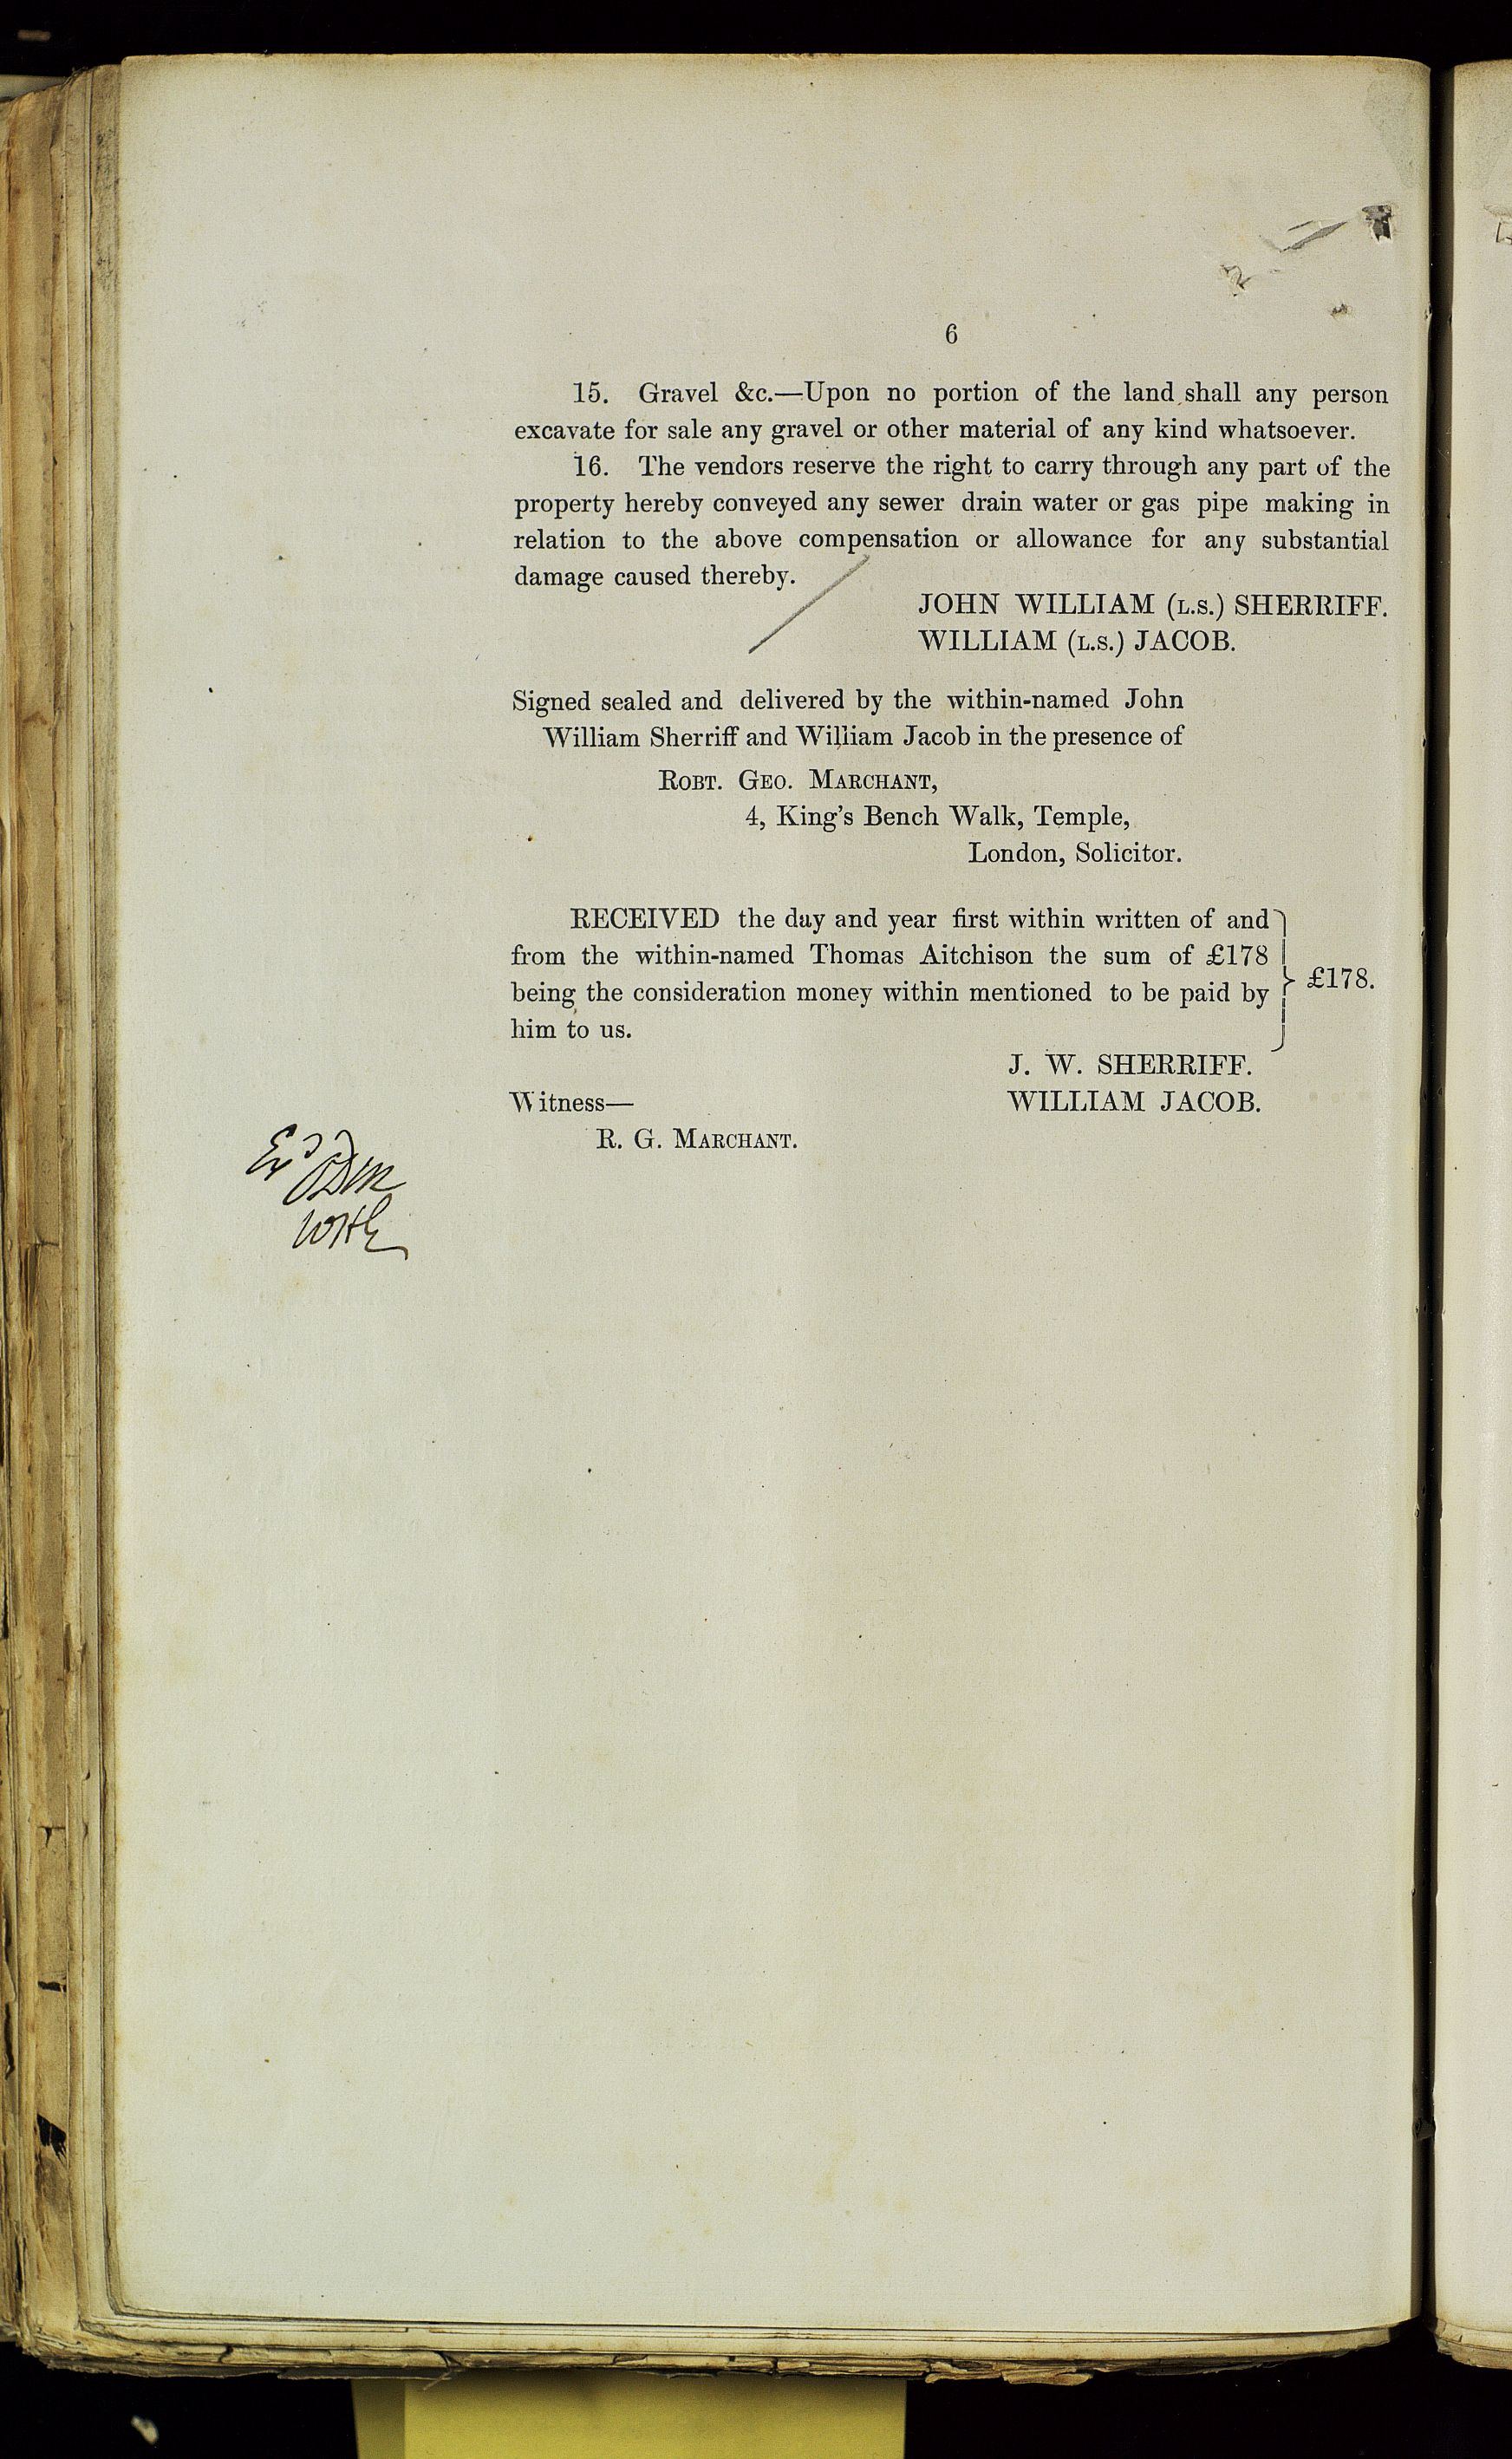 6
15. Gravel &c.—Upon no portion of the land shall any person
excavate for sale any gravel or other material of any kind whatsoever.
16. The vendors reserve the right to carry through any part of the
property hereby conveyed any sewer drain water or gas pipe making in
relation to the above compensation or allowance for any substantial
damage caused thereby.
JOHN WILLIAM (L.S.) SHERRIFF.
WILLIAM (L.S.) JACOB.
Signed sealed and delivered by the within-named John
William Sherriff and William Jacob in the presence of
ROBT. GEO. MARCHANT,
4, King's Bench Walk, Temple,
London, Solicitor.
RECEIVED the day and year first within written of and
from the within-named Thomas Aitchison the sum of £178
being the consideration money within mentioned to be paid by
him to us.
£178.
J. W. SHERRIFF.
Witness— WILLIAM JACOB.
R. G. MARCHANT.